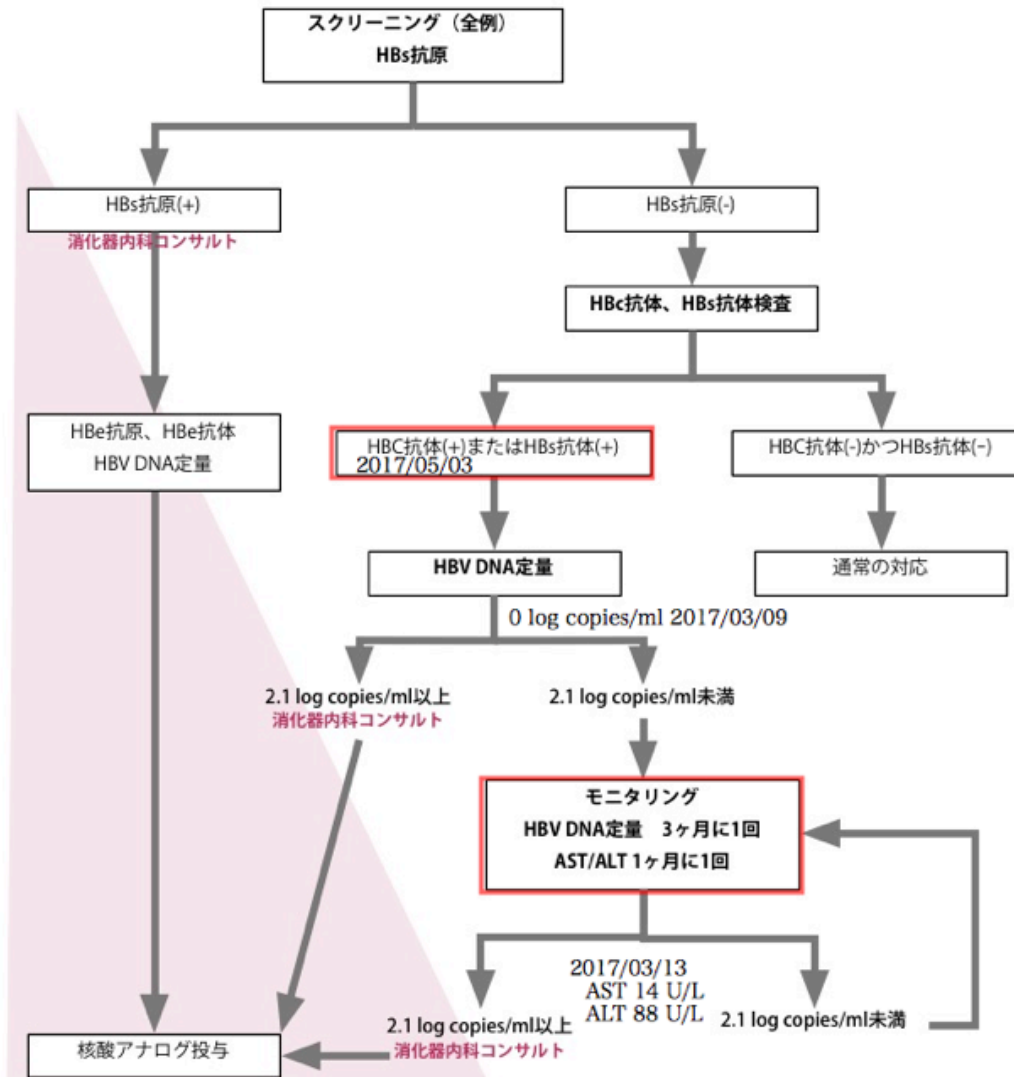 スクリーニング（全例）
HBs抗原
HBs抗原(+)
消化器内科コンサルト
HBs抗原(-)
HBc抗体、HBs抗体検査
HBe抗原、HBe抗体
HBV DNA定量
HBC抗体(+)またはHBs抗体(+)
2017/05/03
HBC抗体(-)かつHBs抗体(-)
HBV DNA定量
通常の対応
0 log copies/ml 2017/03/09
2.1 log copies/ml以上
消化器内科コンサルト
2.1 log copies/ml未満
モニタリング
HBV DNA定量　3ヶ月に1回
AST/ALT 1ヶ月に1回
2017/03/13
AST 14 U/L
ALT 88 U/L
2.1 log copies/ml以上
消化器内科コンサルト
2.1 log copies/ml未満
核酸アナログ投与